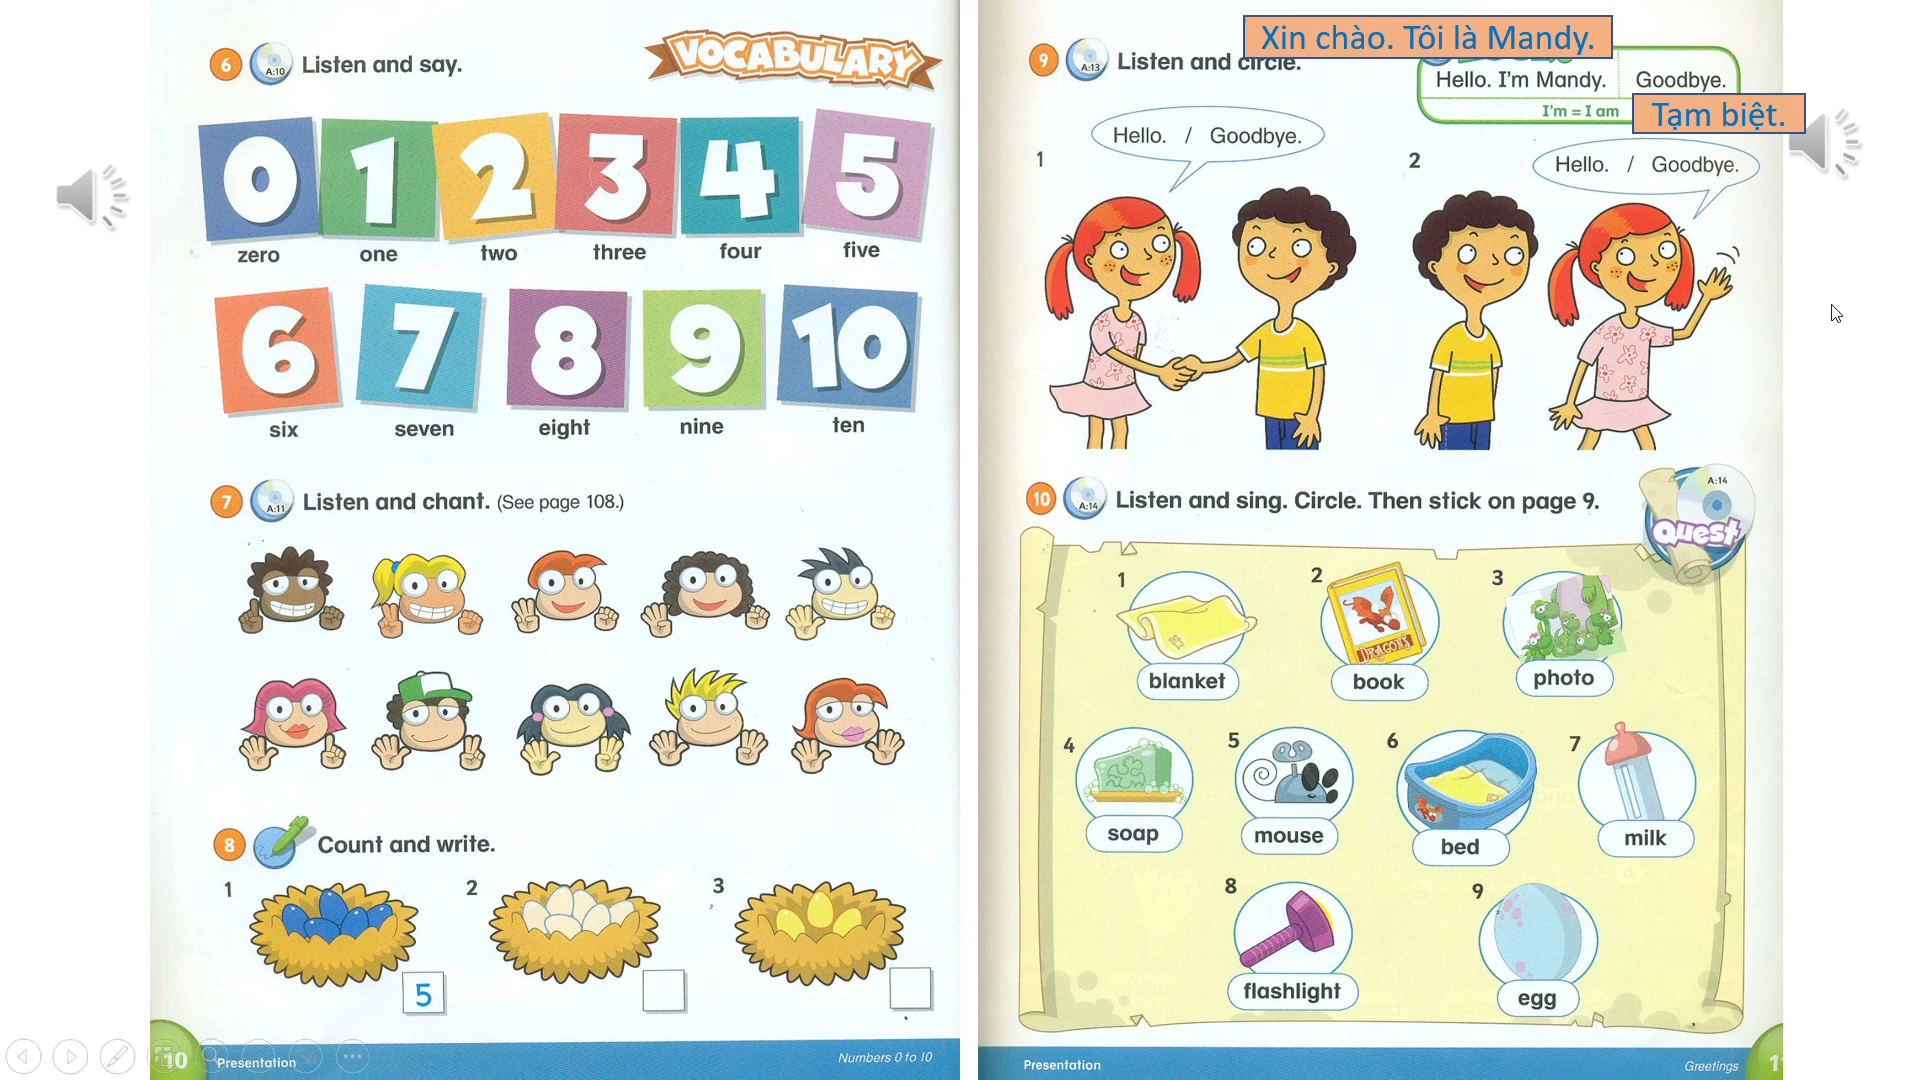 6 A:10 Listen and say.
VOCABULARY
0 1 2 3 4 5
zero one two three four five
6 7 8 9 10
six seven eight nine ten
7 A:11 Listen and chant. (See page 108.)
8 Count and write.
1 2 3
5
10 Presentation Numbers 0 to 10
Xin chào. Tôi là Mandy.
9 A:13 Listen and circle.
Hello. I'm Mandy. Goodbye.
I'm = I am
Tạm biệt.
1 Hello. / Goodbye.
2 Hello. / Goodbye.
10 A:14 Listen and sing. Circle. Then stick on page 9.
A:14
Quest
1 2 3
DRAGONS
blanket book photo
4 5 6 7
soap mouse bed milk
8 9
flashlight egg
Presentation Greetings